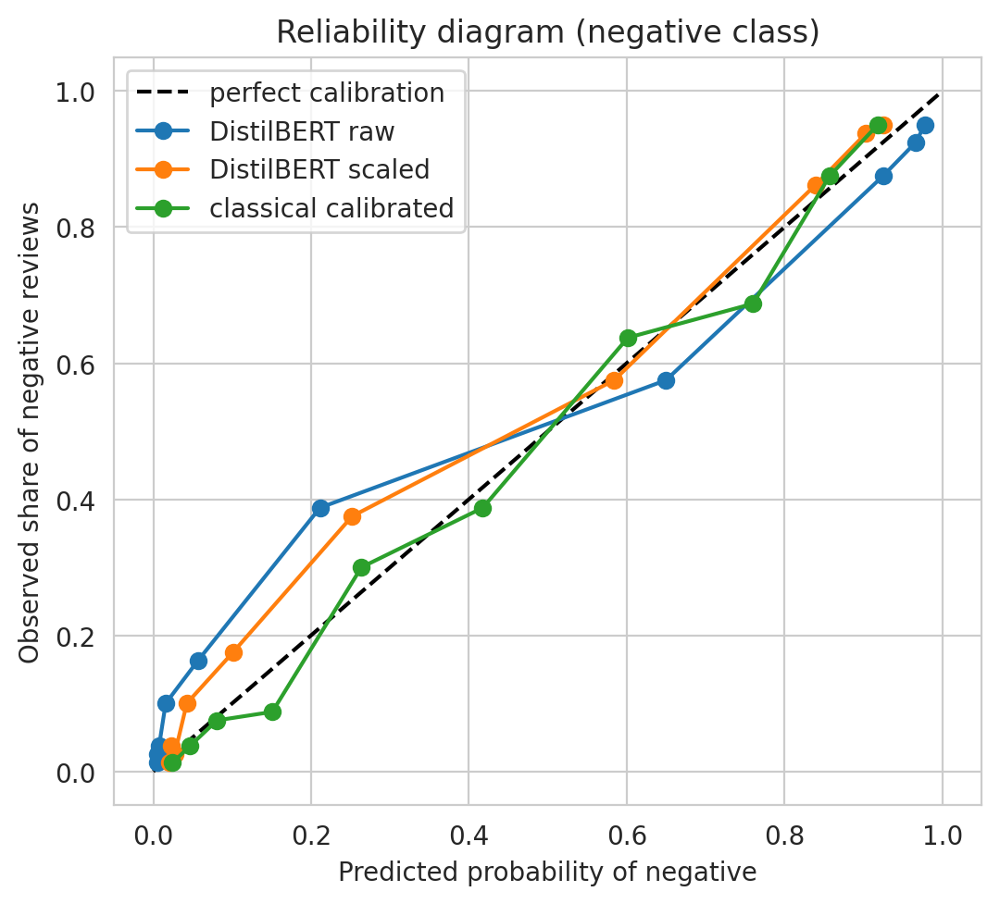 Reliability diagram (negative class)
perfect calibration
DistilBERT raw
DistilBERT scaled
classical calibrated
Observed share of negative reviews
1.0
0.8
0.6
0.4
0.2
0.0
0.0 0.2 0.4 0.6 0.8 1.0
Predicted probability of negative